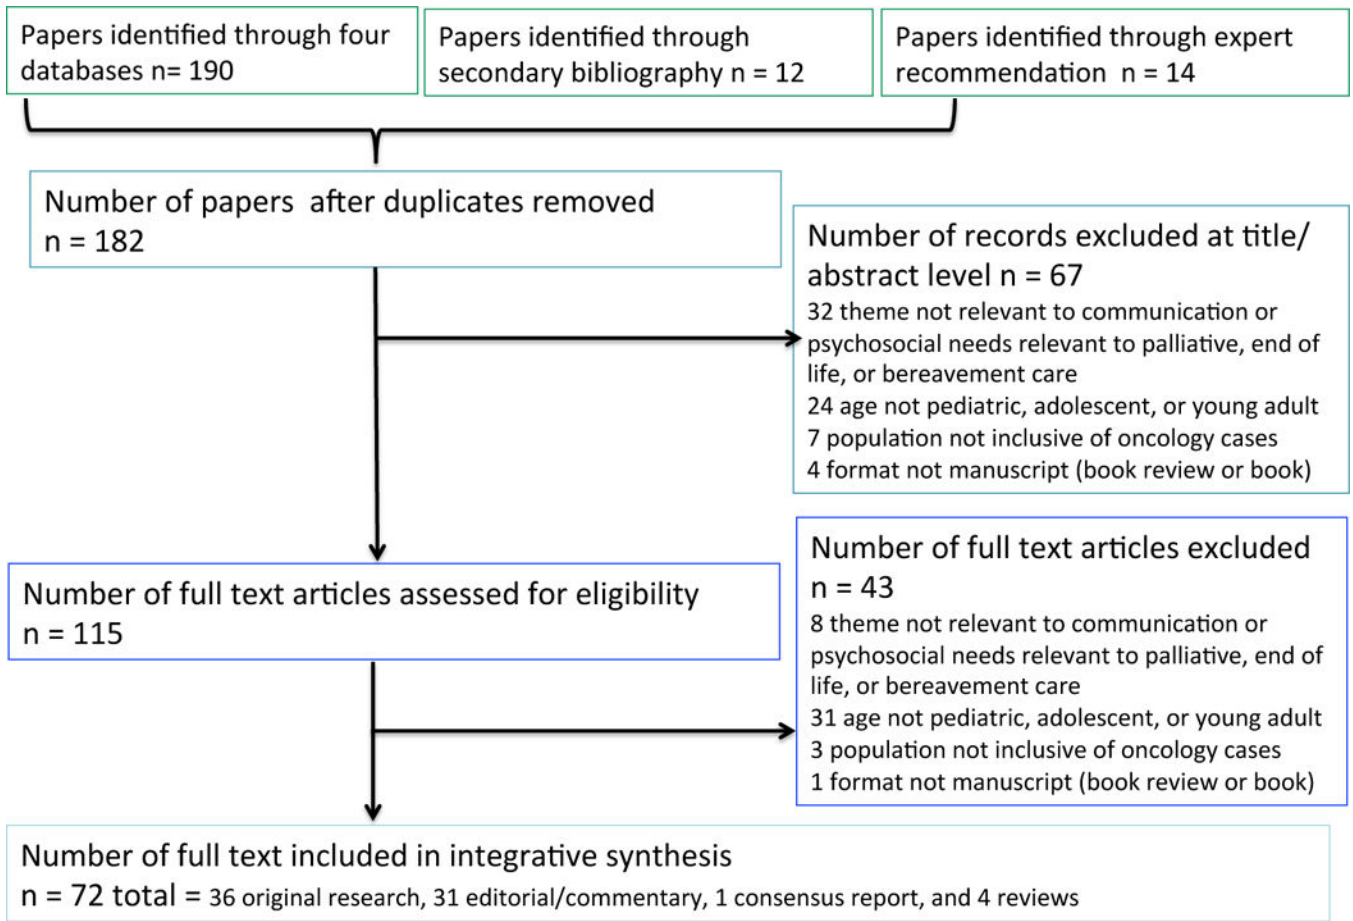 Papers identified through four
databases n= 190
Papers identified through
secondary bibliography n = 12
Papers identified through expert
recommendation n = 14
Number of papers after duplicates removed
n = 182
Number of records excluded at title/
abstract level n = 67
32 theme not relevant to communication or
psychosocial needs relevant to palliative, end of
life, or bereavement care
24 age not pediatric, adolescent, or young adult
7 population not inclusive of oncology cases
4 format not manuscript (book review or book)
Number of full text articles assessed for eligibility
n = 115
Number of full text articles excluded
n = 43
8 theme not relevant to communication or
psychosocial needs relevant to palliative, end of
life, or bereavement care
31 age not pediatric, adolescent, or young adult
3 population not inclusive of oncology cases
1 format not manuscript (book review or book)
Number of full text included in integrative synthesis
n = 72 total = 36 original research, 31 editorial/commentary, 1 consensus report, and 4 reviews